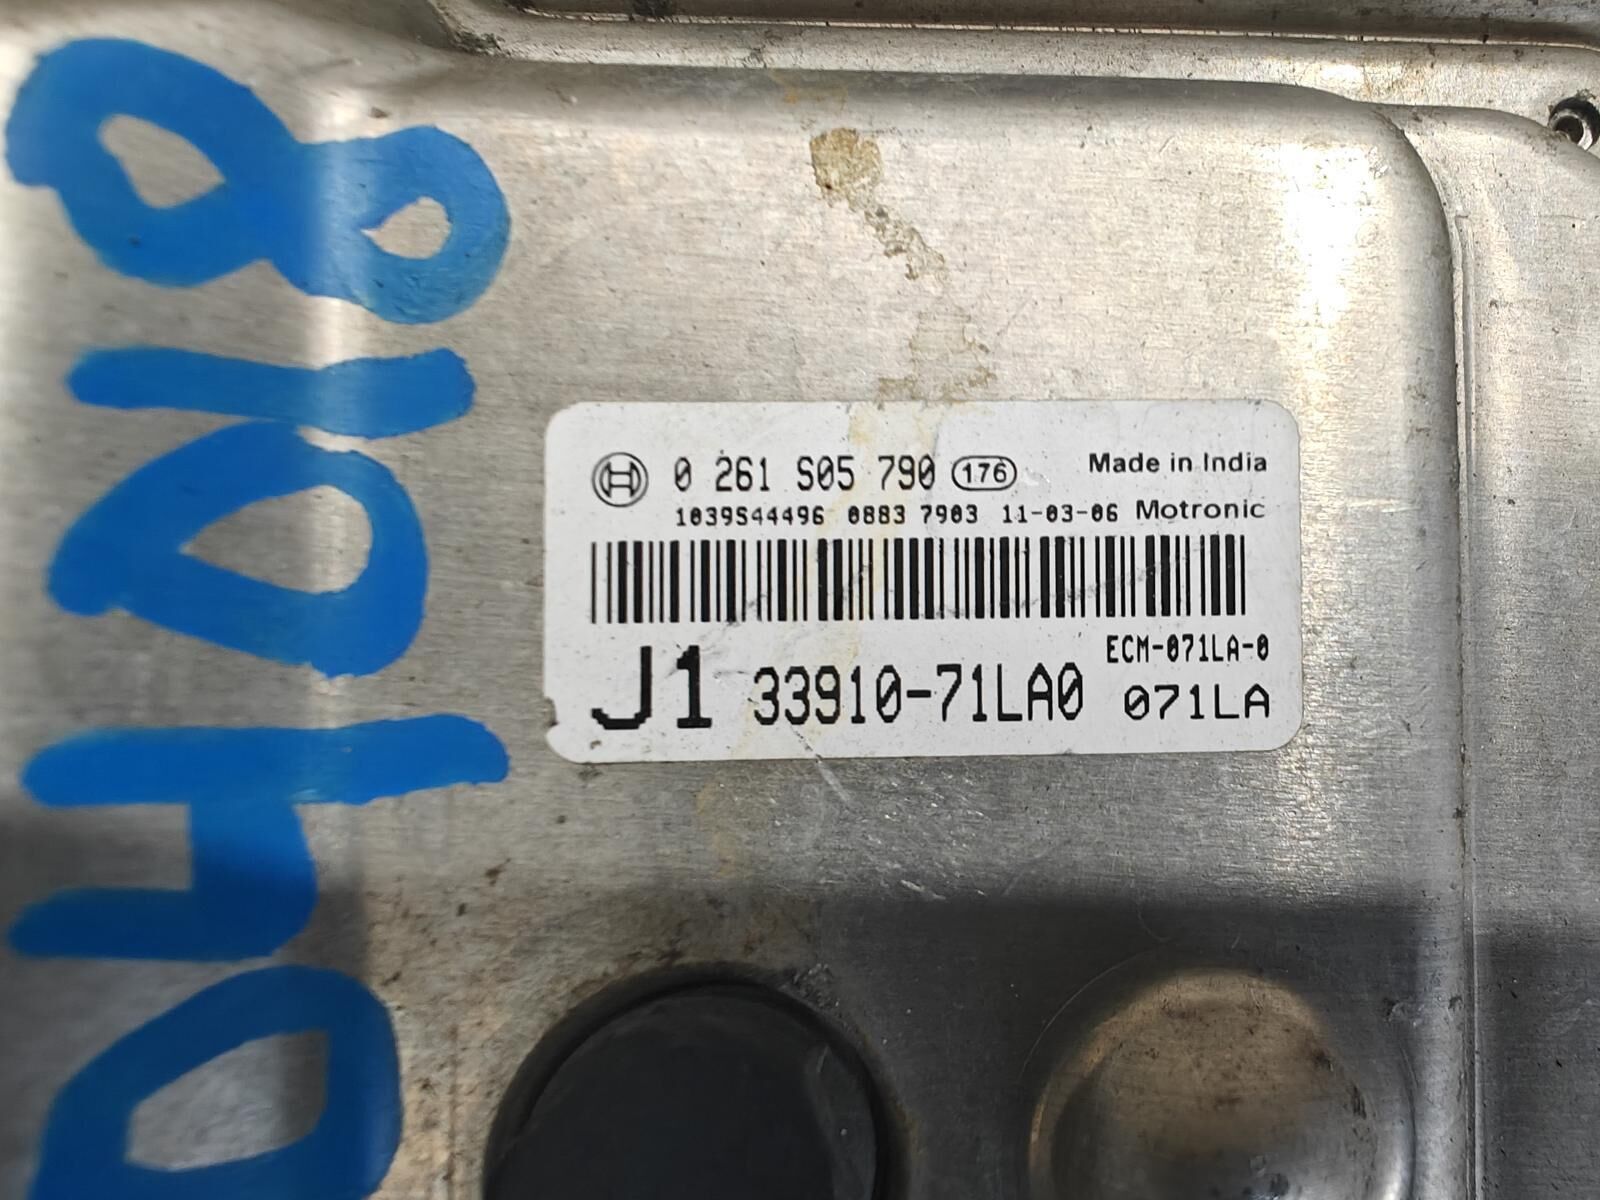 0 261 S05 790 176 Made in India
1039S44496 0883 7903 11-03-06 Motronic
ECM-071LA-0
J1 33910-71LA0 071LA
04018